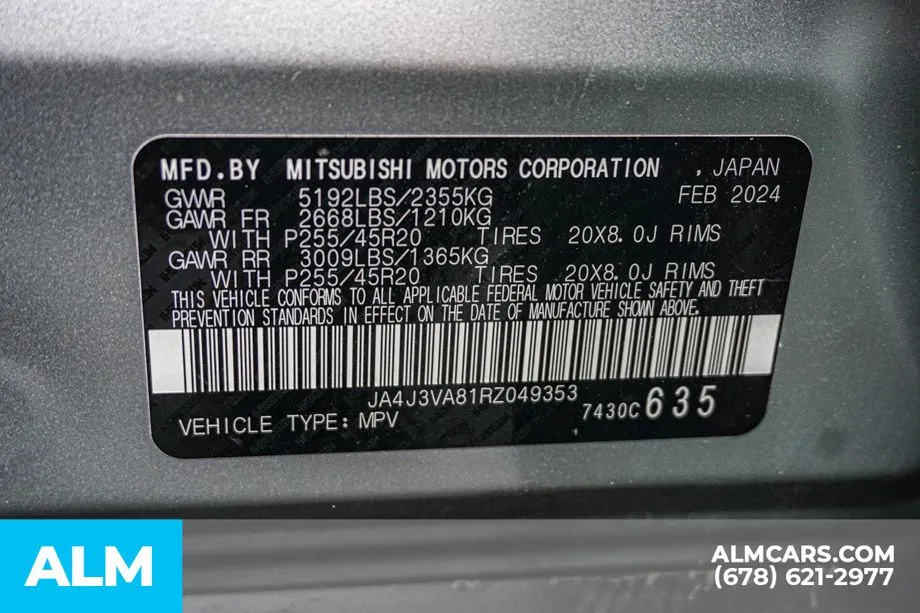 MFD.BY MITSUBISHI MOTORS CORPORATION , JAPAN
GVWR 5192LBS/2355KG FEB 2024
GAWR FR 2668LBS/1210KG
WITH P255/45R20 TIRES 20X8.0J RIMS
GAWR RR 3009LBS/1365KG
WITH P255/45R20 TIRES 20X8.0J RIMS
THIS VEHICLE CONFORMS TO ALL APPLICABLE FEDERAL MOTOR VEHICLE SAFETY AND THEFT
PREVENTION STANDARDS IN EFFECT ON THE DATE OF MANUFACTURE SHOWN ABOVE.
JA4J3VA81RZ049353
VEHICLE TYPE: MPV 7430C 635
ALM
ALMCARS.COM
(678) 621-2977